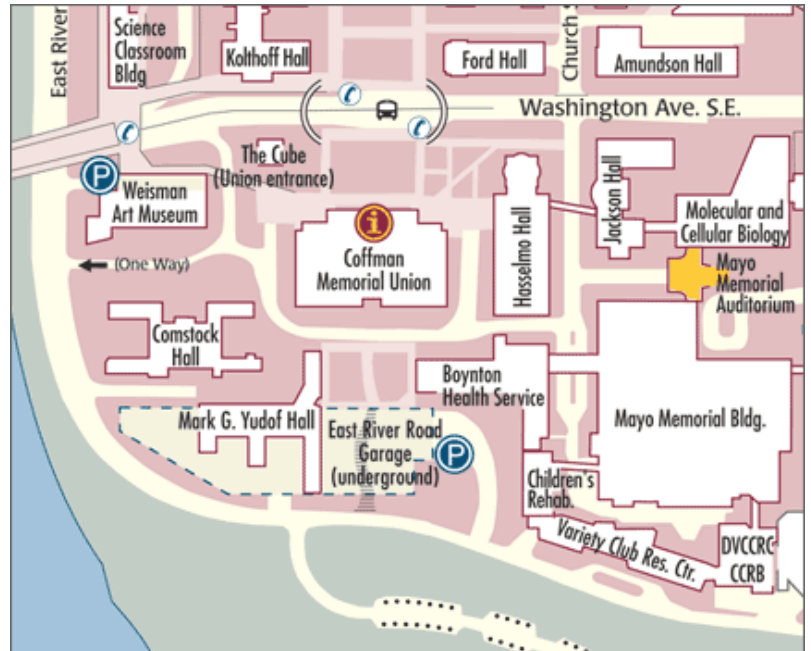 East River
Science
Classroom
Bldg
Kolthoff Hall
Ford Hall
Church S
Amundson Hall
Washington Ave. S.E.
The Cube
(Union entrance)
P
Weisman
Art Museum
i
Coffman
Memorial Union
Hasselmo Hall
Jackson Hall
Molecular and
Cellular Biology
Mayo
Memorial
Auditorium
(One Way)
Comstock
Hall
Boynton
Health Service
Mark G. Yudof Hall
East River Road
Garage
(underground)
P
Mayo Memorial Bldg.
Children's
Rehab.
Variety Club Res. Ctr.
DVCCRC
CCRB